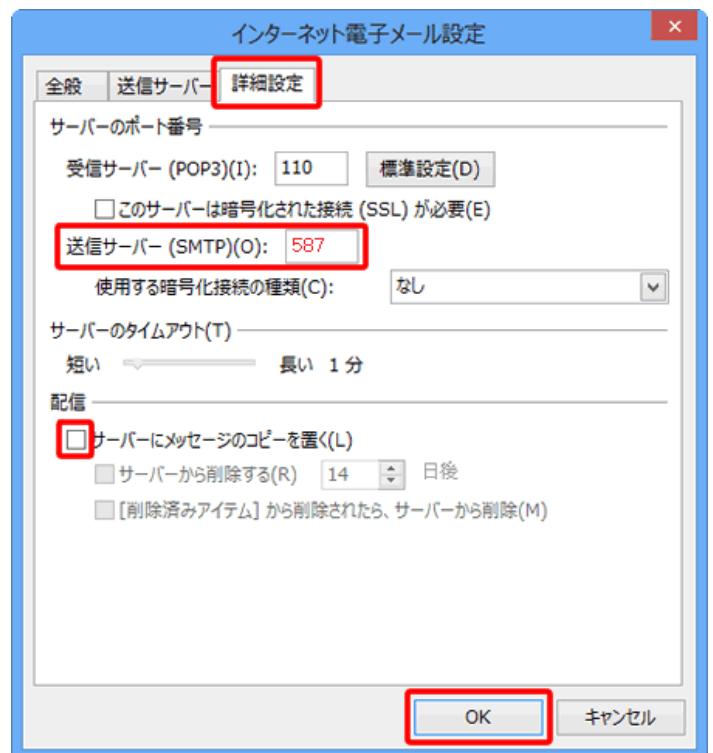 インターネット電子メール設定
全般 送信サーバー 詳細設定
サーバーのポート番号
受信サーバー (POP3)(I): 110 標準設定(D)
このサーバーは暗号化された接続 (SSL) が必要(E)
送信サーバー (SMTP)(O): 587
使用する暗号化接続の種類(C): なし
サーバーのタイムアウト(T)
短い 長い 1 分
配信
サーバーにメッセージのコピーを置く(L)
サーバーから削除する(R) 14 日後
[削除済みアイテム] から削除されたら、サーバーから削除(M)
OK キャンセル